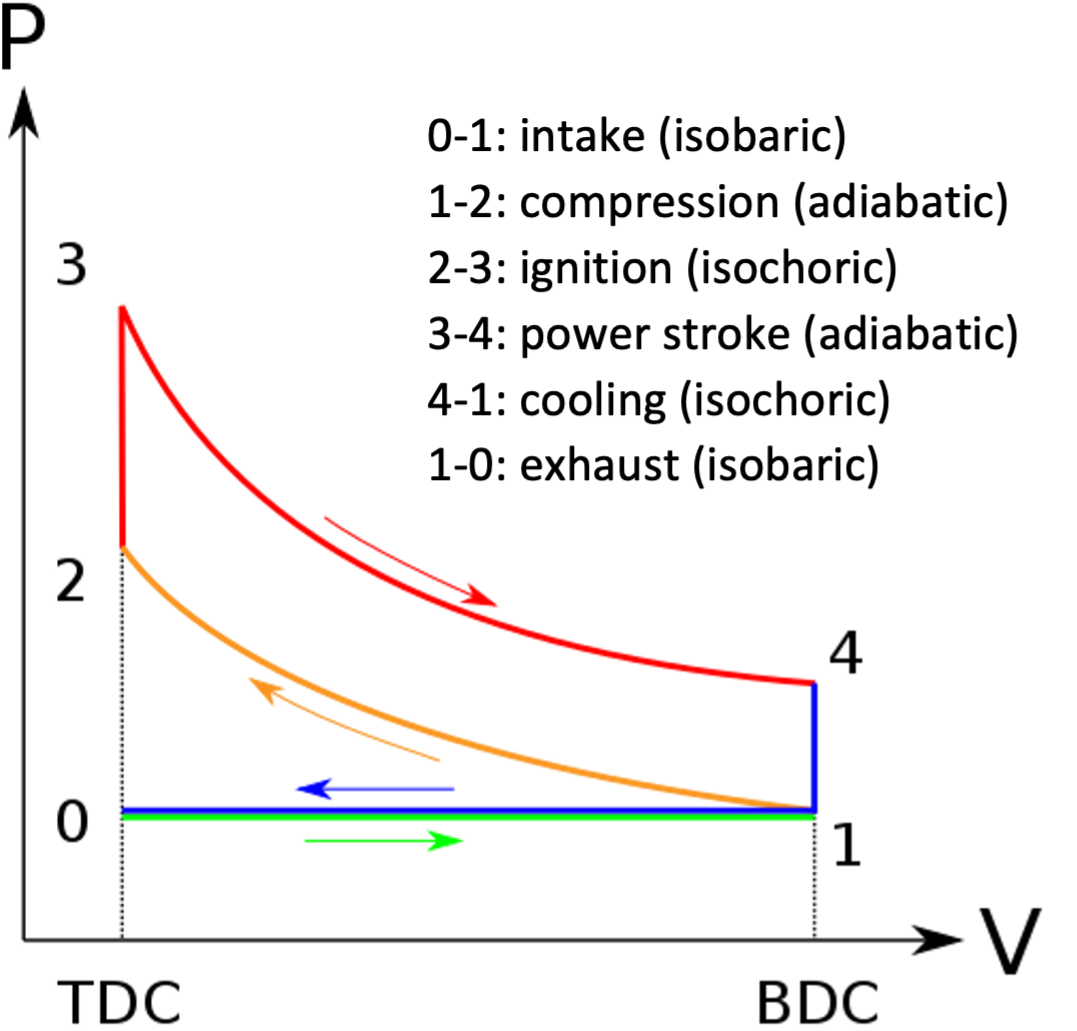 P
0-1: intake (isobaric)
1-2: compression (adiabatic)
2-3: ignition (isochoric)
3-4: power stroke (adiabatic)
4-1: cooling (isochoric)
1-0: exhaust (isobaric)
3
2
4
0
1
V
TDC BDC